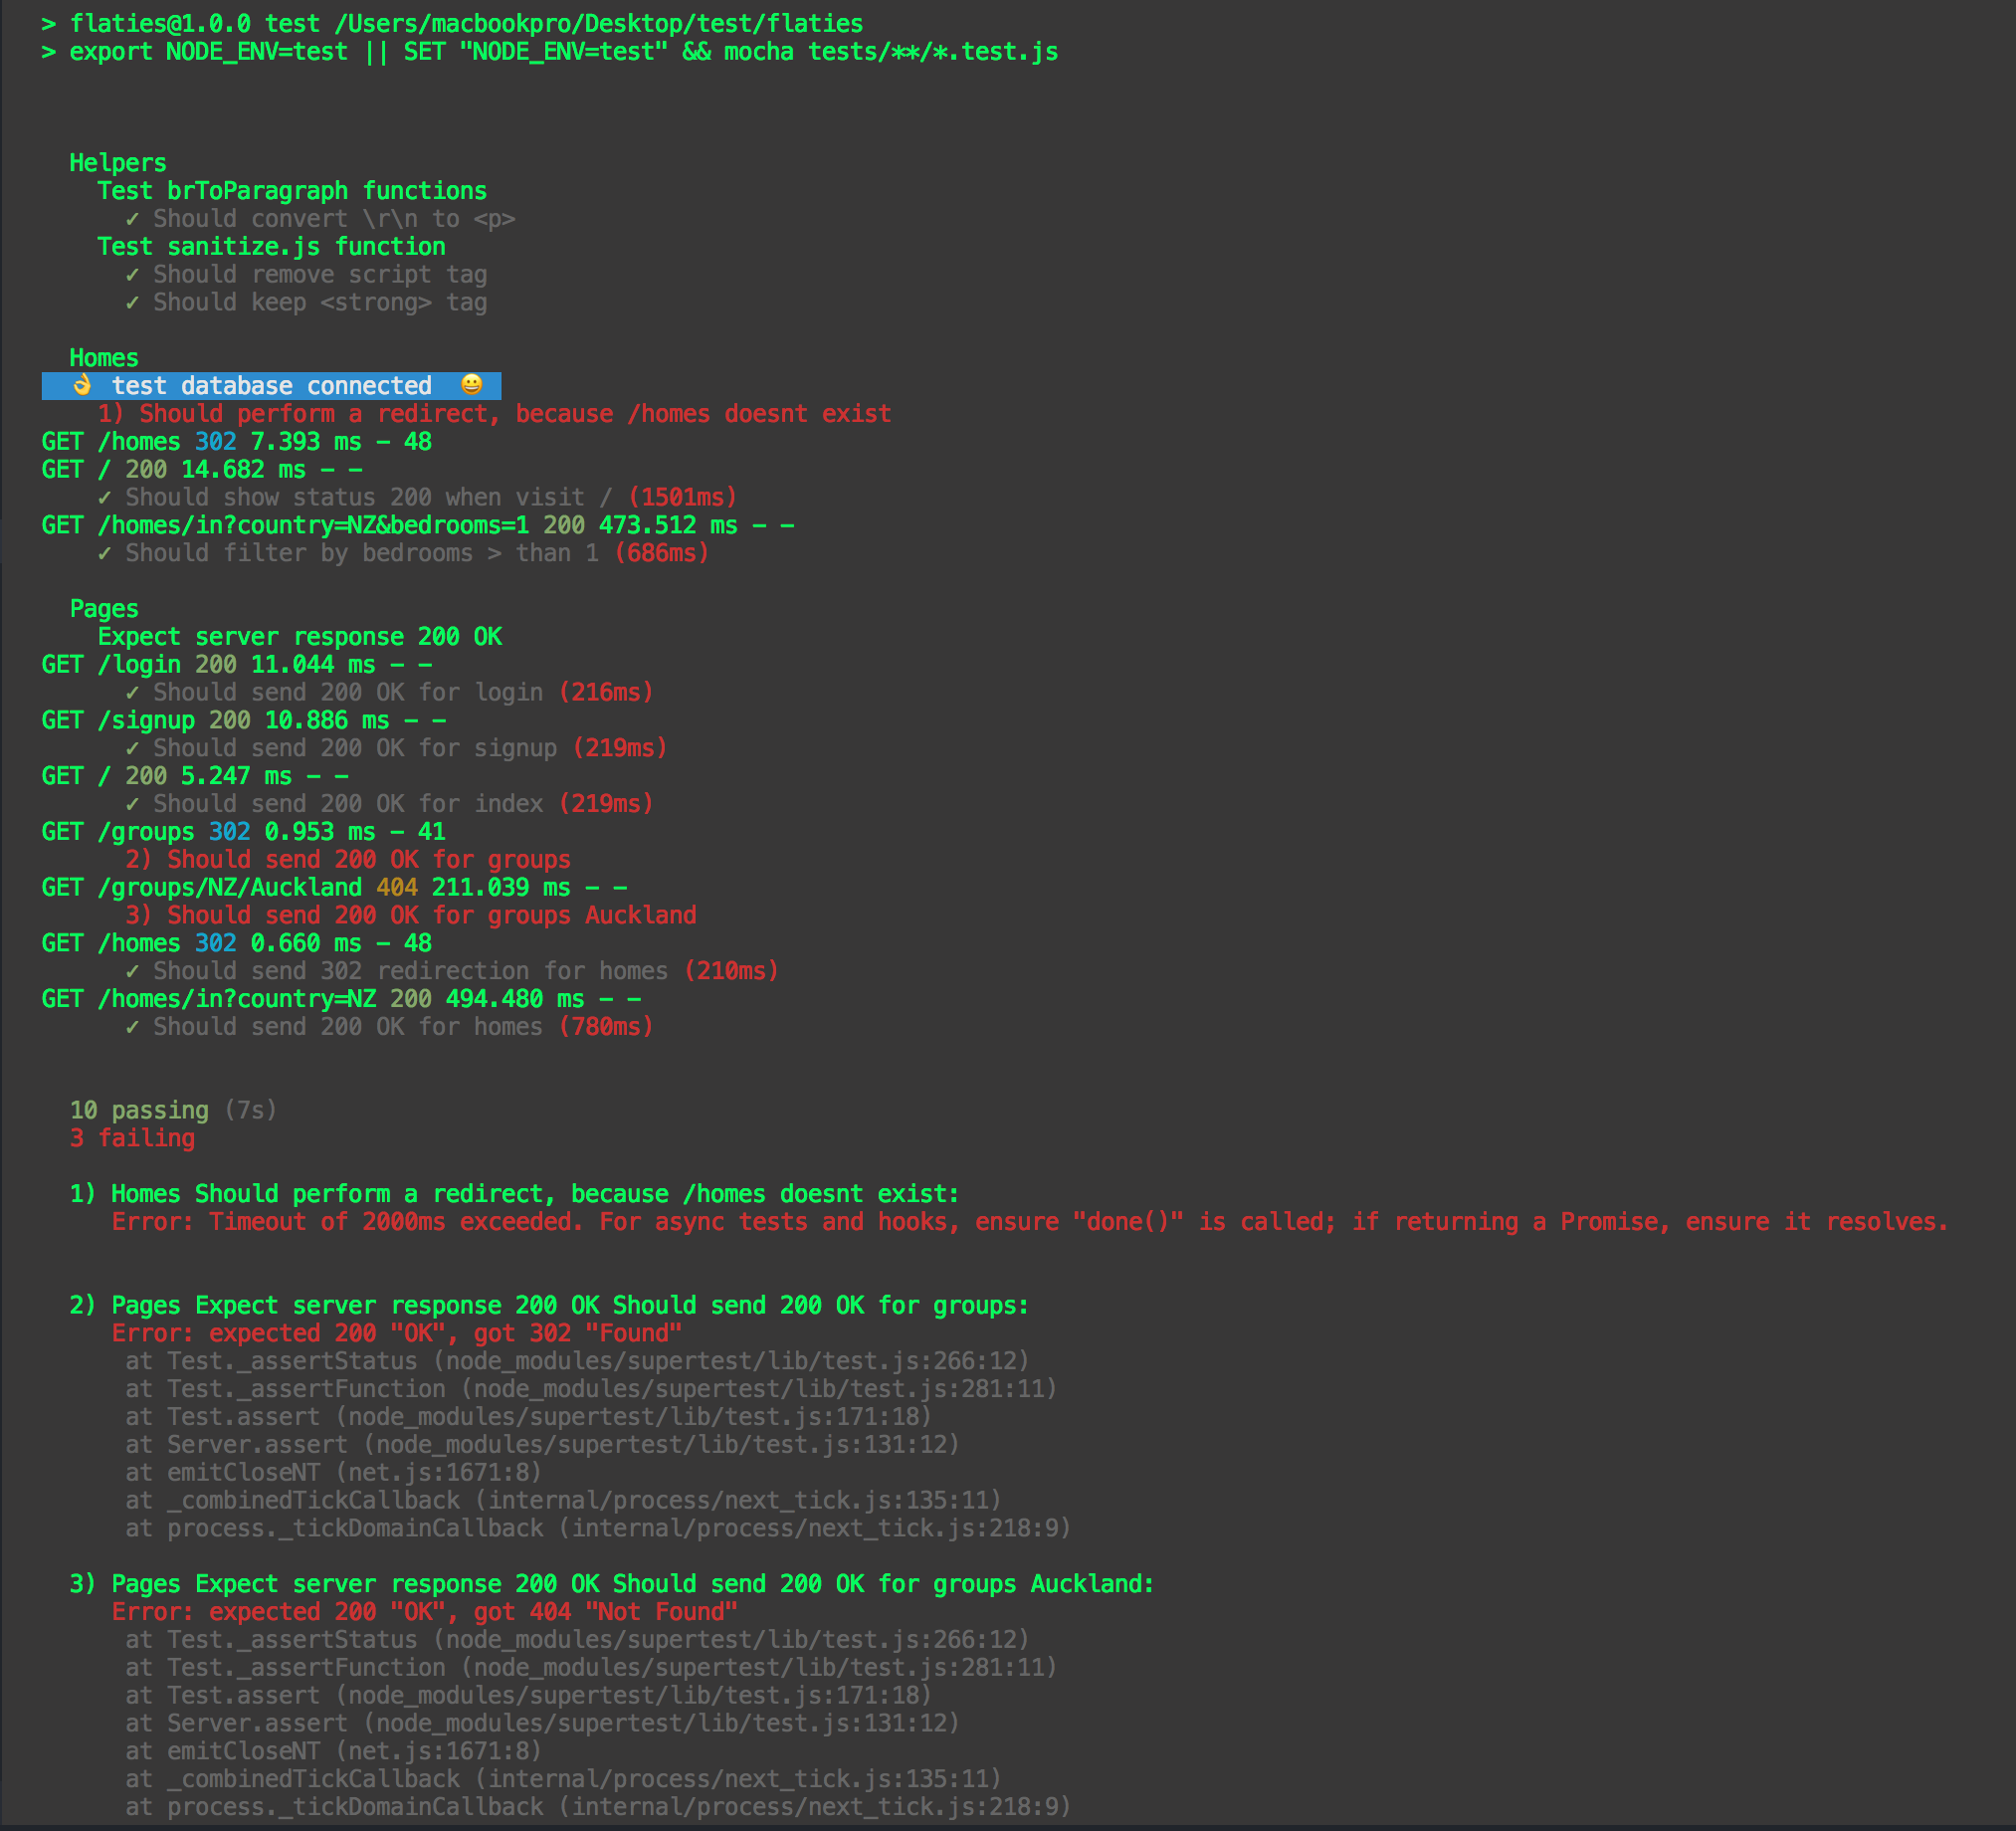 > flaties@1.0.0 test /Users/macbookpro/Desktop/test/flaties
> export NODE_ENV=test || SET "NODE_ENV=test" && mocha tests/**/*.test.js
Helpers
Test brToParagraph functions
✓ Should convert \r\n to <p>
Test sanitize.js function
✓ Should remove script tag
✓ Should keep <strong> tag
Homes
👌 test database connected 😀
1) Should perform a redirect, because /homes doesnt exist
GET /homes 302 7.393 ms - 48
GET / 200 14.682 ms - -
✓ Should show status 200 when visit / (1501ms)
GET /homes/in?country=NZ&bedrooms=1 200 473.512 ms - -
✓ Should filter by bedrooms > than 1 (686ms)
Pages
Expect server response 200 OK
GET /login 200 11.044 ms - -
✓ Should send 200 OK for login (216ms)
GET /signup 200 10.886 ms - -
✓ Should send 200 OK for signup (219ms)
GET / 200 5.247 ms - -
✓ Should send 200 OK for index (219ms)
GET /groups 302 0.953 ms - 41
2) Should send 200 OK for groups
GET /groups/NZ/Auckland 404 211.039 ms - -
3) Should send 200 OK for groups Auckland
GET /homes 302 0.660 ms - 48
✓ Should send 302 redirection for homes (210ms)
GET /homes/in?country=NZ 200 494.480 ms - -
✓ Should send 200 OK for homes (780ms)
10 passing (7s)
3 failing
1) Homes Should perform a redirect, because /homes doesnt exist:
Error: Timeout of 2000ms exceeded. For async tests and hooks, ensure "done()" is called; if returning a Promise, ensure it resolves.
2) Pages Expect server response 200 OK Should send 200 OK for groups:
Error: expected 200 "OK", got 302 "Found"
at Test._assertStatus (node_modules/supertest/lib/test.js:266:12)
at Test._assertFunction (node_modules/supertest/lib/test.js:281:11)
at Test.assert (node_modules/supertest/lib/test.js:171:18)
at Server.assert (node_modules/supertest/lib/test.js:131:12)
at emitCloseNT (net.js:1671:8)
at _combinedTickCallback (internal/process/next_tick.js:135:11)
at process._tickDomainCallback (internal/process/next_tick.js:218:9)
3) Pages Expect server response 200 OK Should send 200 OK for groups Auckland:
Error: expected 200 "OK", got 404 "Not Found"
at Test._assertStatus (node_modules/supertest/lib/test.js:266:12)
at Test._assertFunction (node_modules/supertest/lib/test.js:281:11)
at Test.assert (node_modules/supertest/lib/test.js:171:18)
at Server.assert (node_modules/supertest/lib/test.js:131:12)
at emitCloseNT (net.js:1671:8)
at _combinedTickCallback (internal/process/next_tick.js:135:11)
at process._tickDomainCallback (internal/process/next_tick.js:218:9)